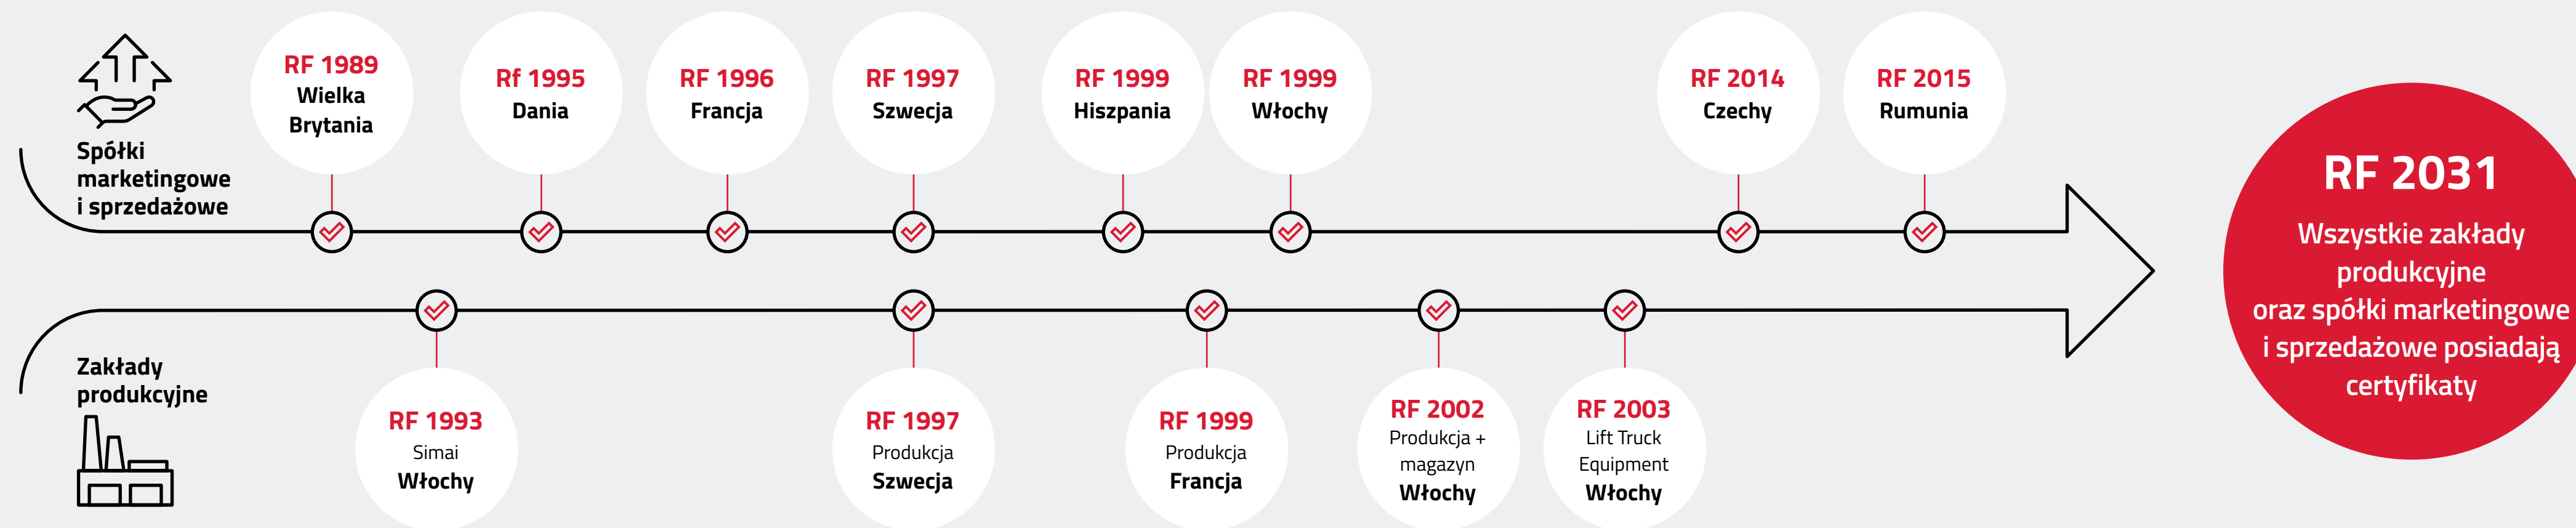 Spółki
marketingowe
i sprzedażowe
RF 1989
Wielka
Brytania
Rf 1995
Dania
RF 1996
Francja
RF 1997
Szwecja
RF 1999
Hiszpania
RF 1999
Włochy
RF 2014
Czechy
RF 2015
Rumunia
Zakłady
produkcyjne
RF 1993
Simai
Włochy
RF 1997
Produkcja
Szwecja
RF 1999
Produkcja
Francja
RF 2002
Produkcja +
magazyn
Włochy
RF 2003
Lift Truck
Equipment
Włochy
RF 2031
Wszystkie zakłady
produkcyjne
oraz spółki marketingowe
i sprzedażowe posiadają
certyfikaty